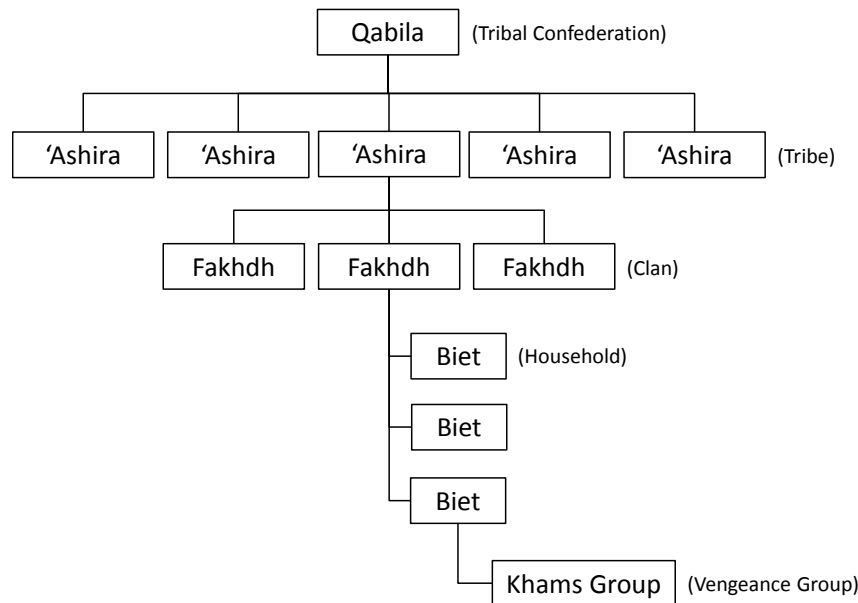 Qabila (Tribal Confederation)
‘Ashira ‘Ashira ‘Ashira ‘Ashira ‘Ashira (Tribe)
Fakhdh Fakhdh Fakhdh (Clan)
Biet (Household)
Biet
Biet
Khams Group (Vengeance Group)